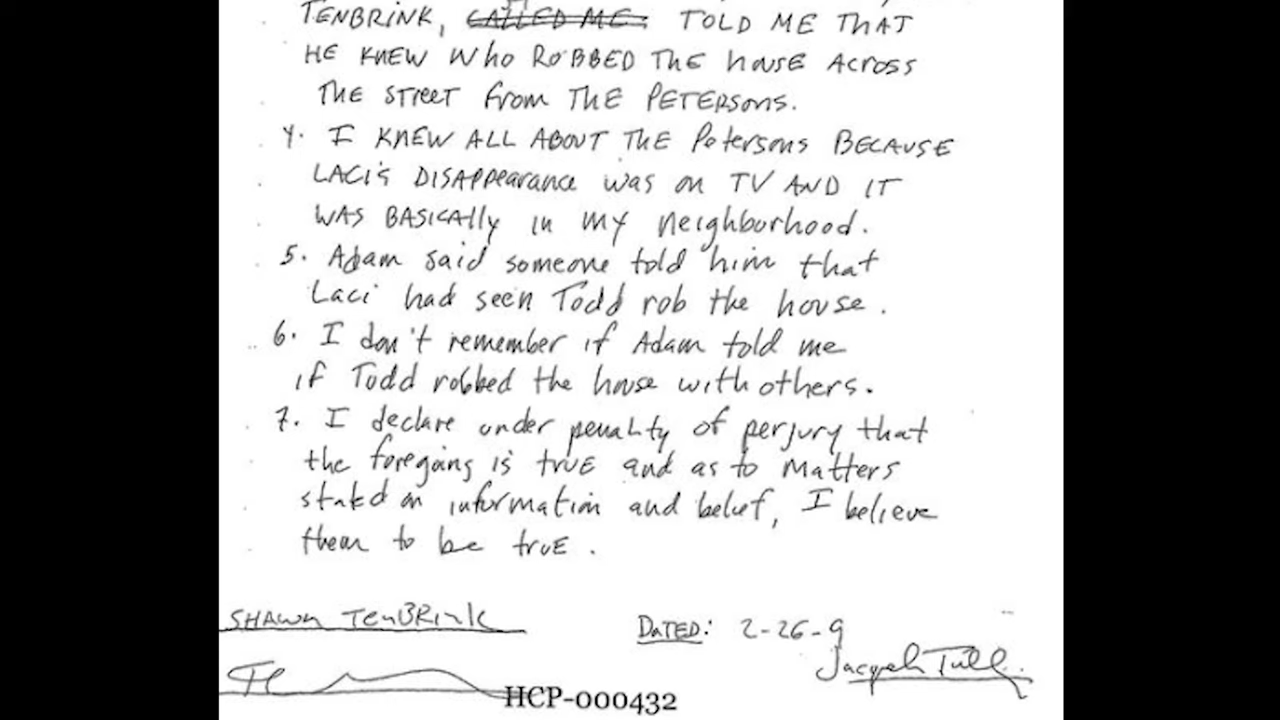 TENBRINK, CALLED ME TOLD ME THAT
HE KNEW WHO ROBBED THE HOUSE ACROSS
THE STREET FROM THE PETERSONS.
4. I KNEW ALL ABOUT THE Petersons BECAUSE
LACI'S DISAPPEARANCE WAS ON TV AND IT
WAS BASICALLY IN MY neighborhood.
5. Adam said someone told him that
Laci had seen Todd rob the house.
6. I don't remember if Adam told me
if Todd robbed the house with others.
7. I declare under penalty of perjury that
the foregoing is true and as to matters
stated on information and belief, I believe
them to be true.
SHAWN TENBRINK
DATED: 2-26-9
HCP-000432